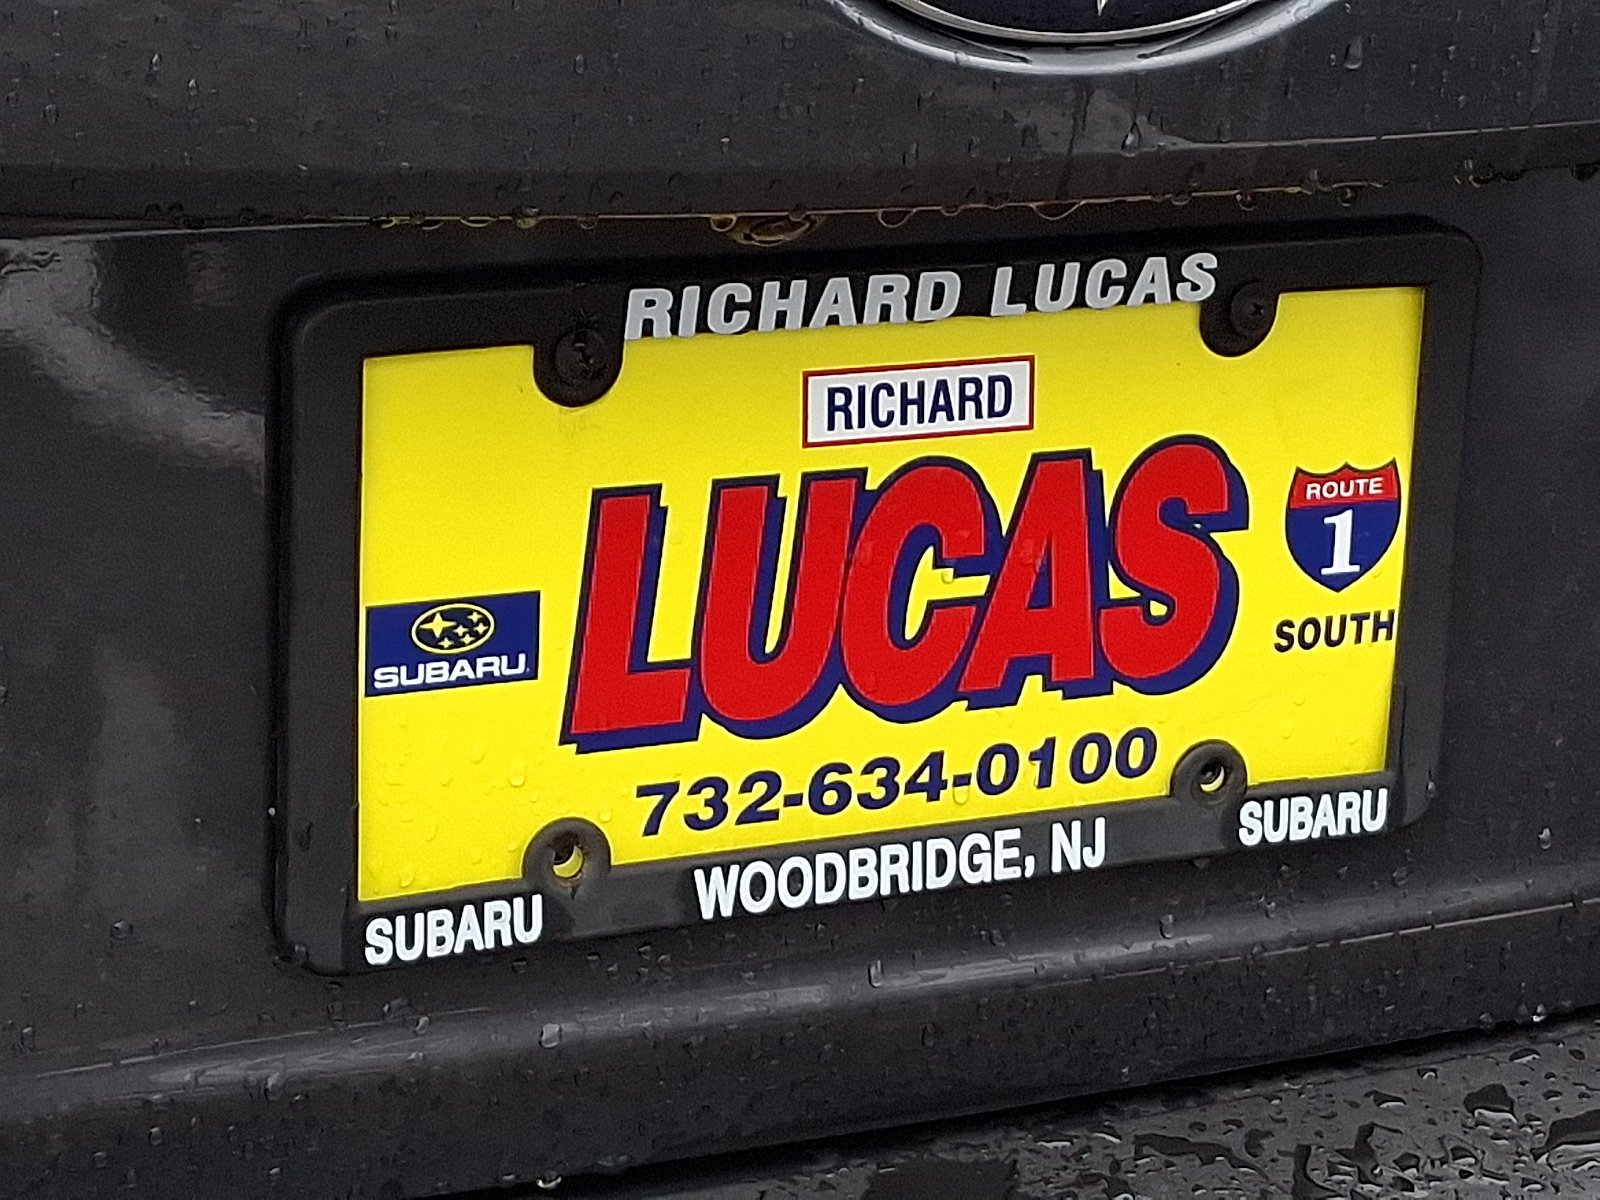 RICHARD LUCAS
RICHARD
LUCAS
ROUTE
1
SOUTH
SUBARU
732-634-0100
SUBARU
WOODBRIDGE, NJ
SUBARU